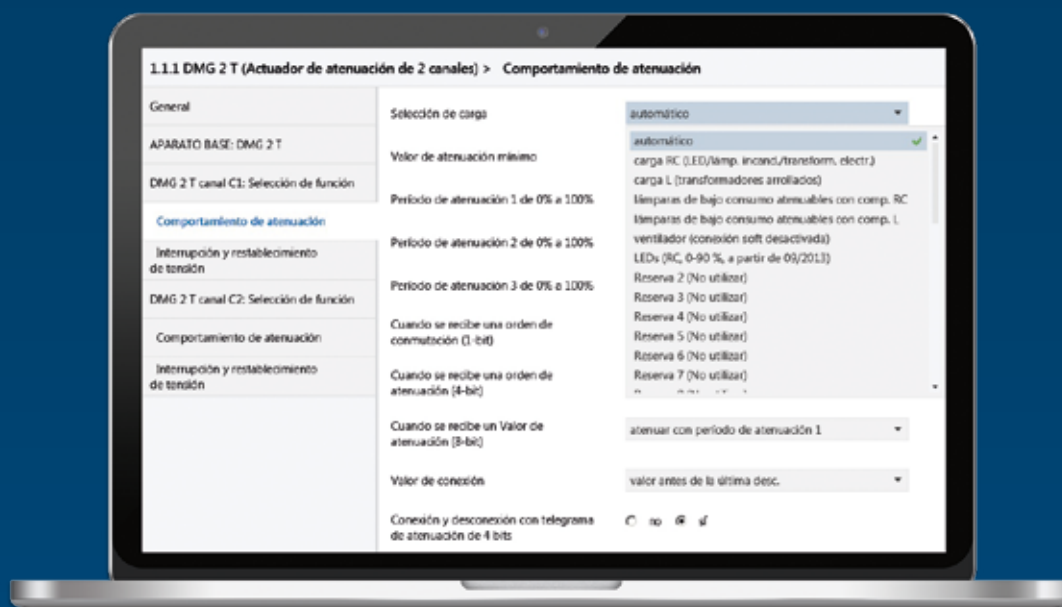 1.1.1 DMG 2 T (Actuador de atenuación de 2 canales) > Comportamiento de atenuación
General
APARATO BASE: DMG 2 T
DMG 2 T canal C1: Selección de función
Comportamiento de atenuación
Interrupción y restablecimiento
de tensión
DMG 2 T canal C2: Selección de función
Comportamiento de atenuación
Interrupción y restablecimiento
de tensión
Selección de carga
automático
automático
carga RC (LED/lámp. incand./transform. electr.)
carga L (transformadores arrollados)
lámparas de bajo consumo atenuables con comp. RC
lámparas de bajo consumo atenuables con comp. L
ventilador (conexión soft desactivada)
LEDs (RC, 0-90 %, a partir de 09/2013)
Reserva 2 (No utilizar)
Reserva 3 (No utilizar)
Reserva 4 (No utilizar)
Reserva 5 (No utilizar)
Reserva 6 (No utilizar)
Reserva 7 (No utilizar)
Valor de atenuación mínimo
Período de atenuación 1 de 0% a 100%
Período de atenuación 2 de 0% a 100%
Período de atenuación 3 de 0% a 100%
Cuando se recibe una orden de
conmutación (1-bit)
Cuando se recibe una orden de
atenuación (4-bit)
Cuando se recibe un Valor de
atenuación (8-bit)
atenuar con período de atenuación 1
Valor de conexión
valor antes de la última desc.
Conexión y desconexión con telegrama
de atenuación de 4 bits
no sí